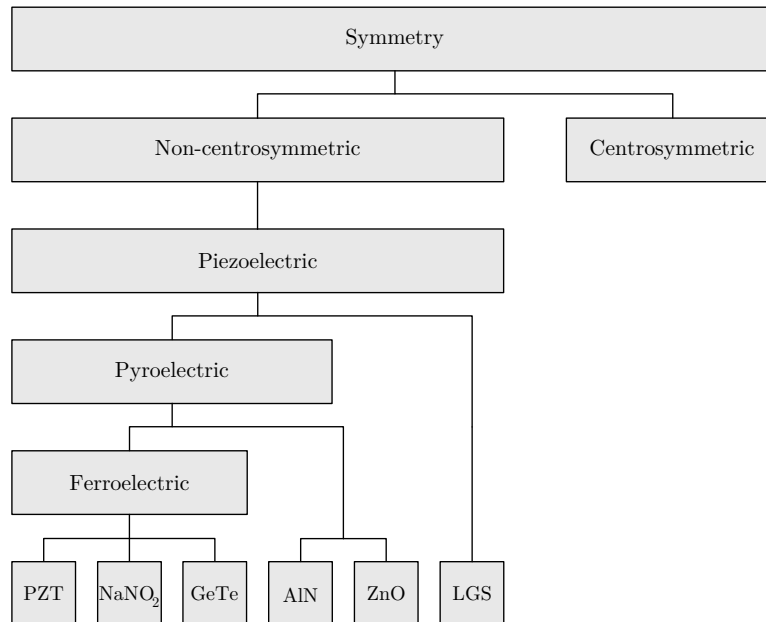 Symmetry
Non-centrosymmetric
Centrosymmetric
Piezoelectric
Pyroelectric
Ferroelectric
PZT
NaNO₂
GeTe
AlN
ZnO
LGS